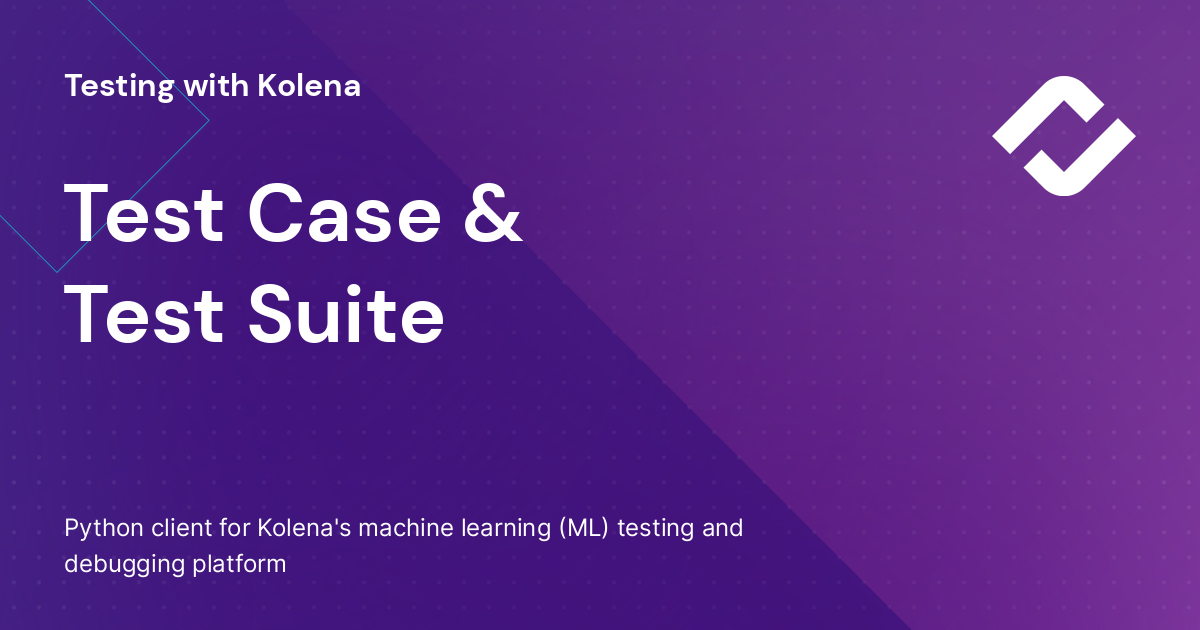 Testing with Kolena
Test Case &
Test Suite
Python client for Kolena's machine learning (ML) testing and
debugging platform